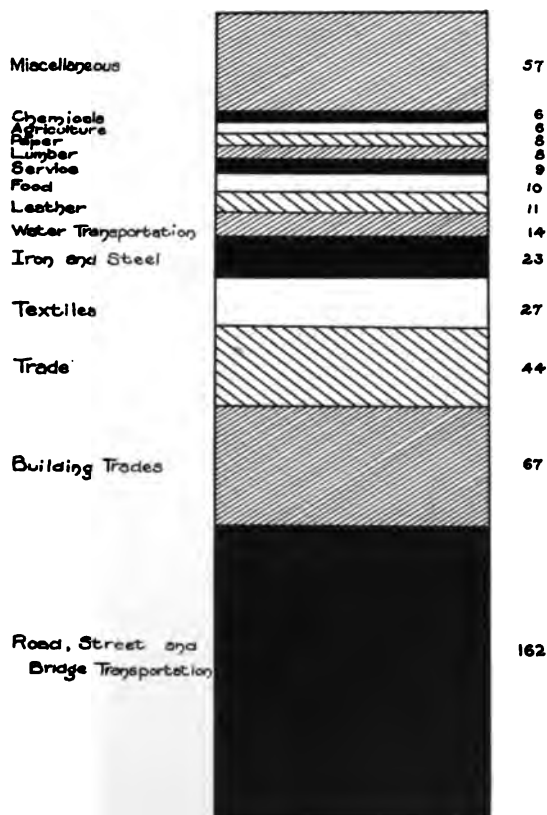 Miscellaneous 57
Chemicals 6
Agriculture 6
Paper 8
Lumber 8
Service 9
Food 10
Leather 11
Water Transportation 14
Iron and Steel 23
Textiles 27
Trade 44
Building Trades 67
Road, Street and
Bridge Transportation 162